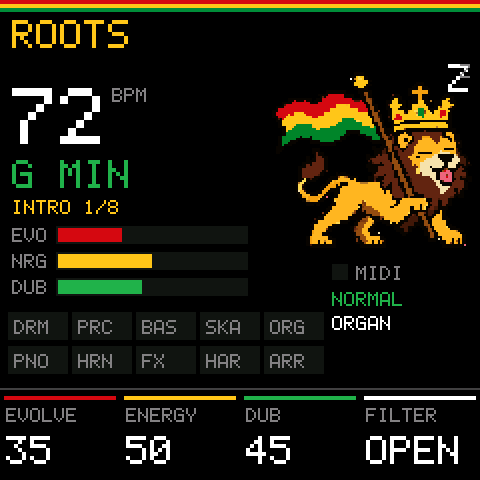 ROOTS
Z
72 BPM
G MIN
INTRO 1/8
EVO
NRG
DUB
MIDI
NORMAL
ORGAN
DRM PRC BAS SKA ORG
PNO HRN FX HAR ARR
EVOLVE ENERGY DUB FILTER
35 50 45 OPEN